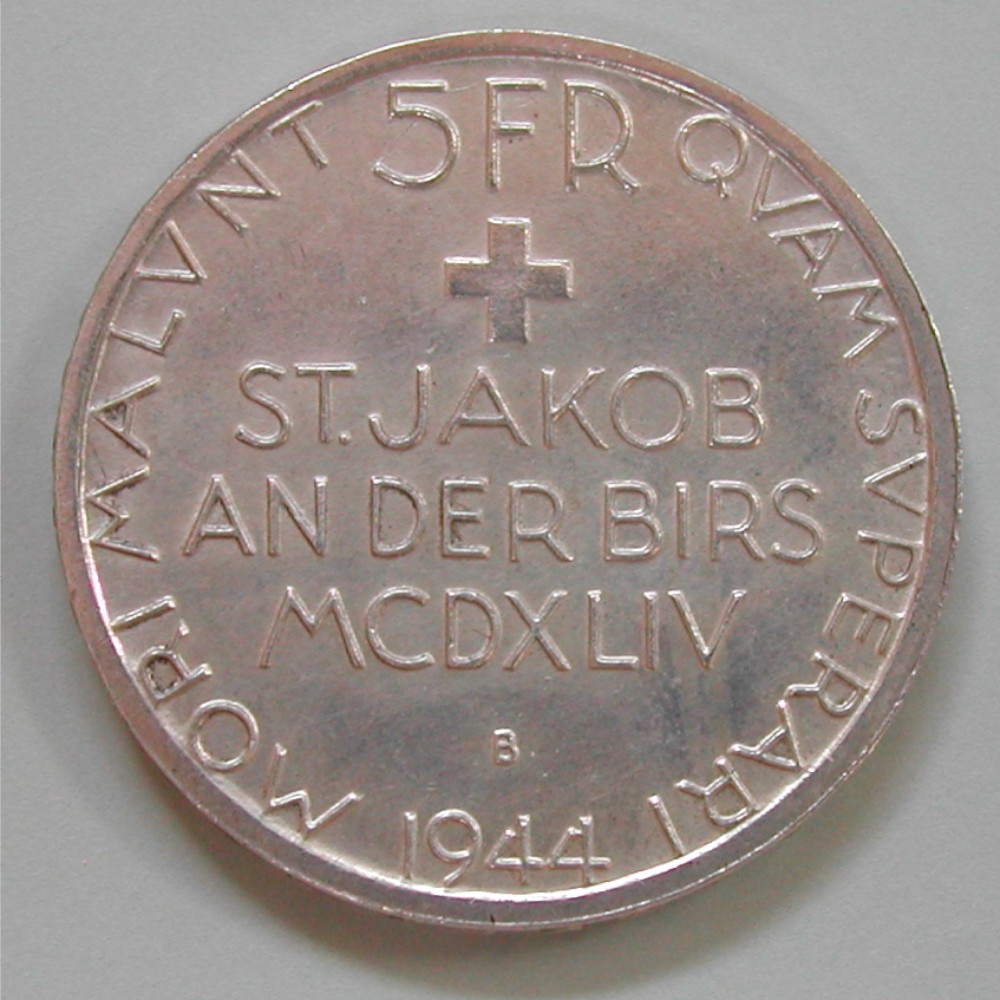 MORI MALVNT 5FR QVAM SVPERARI
ST. JAKOB
AN DER BIRS
MCDXLIV
B
1944